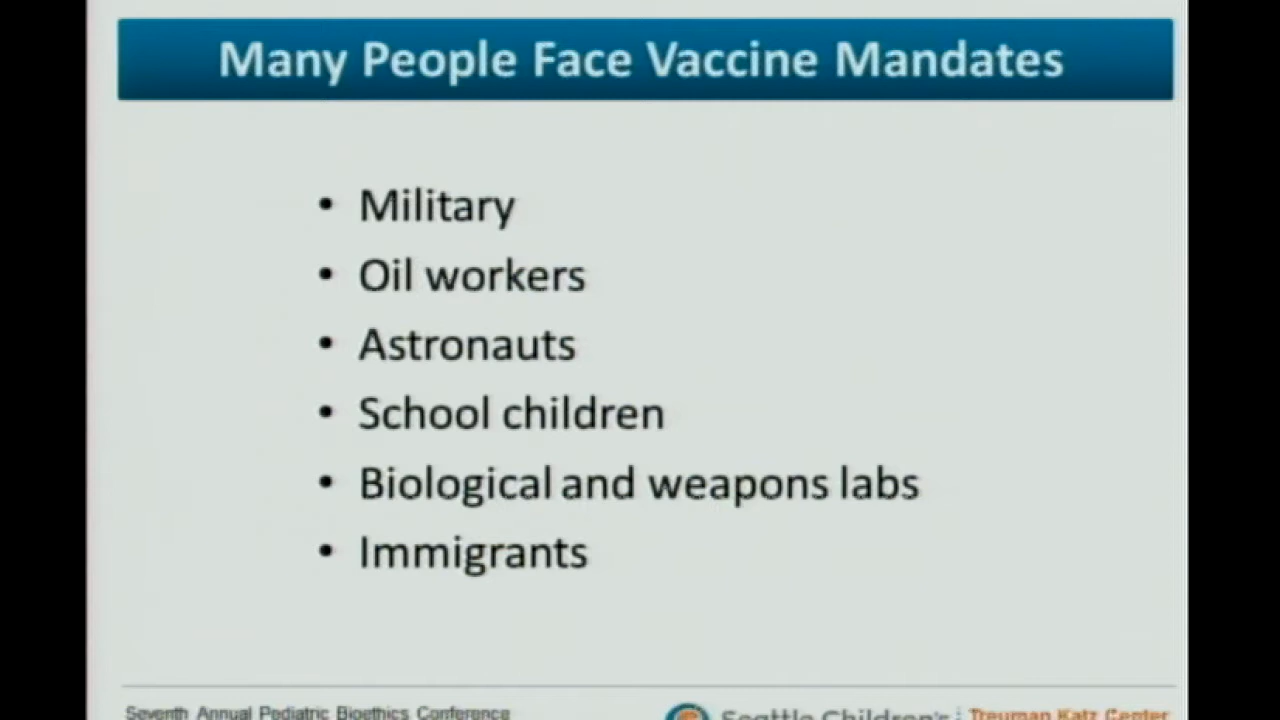 Many People Face Vaccine Mandates
• Military
• Oil workers
• Astronauts
• School children
• Biological and weapons labs
• Immigrants
Seventh Annual Pediatric Bioethics Conference
Seattle Children's
Treuman Katz Center